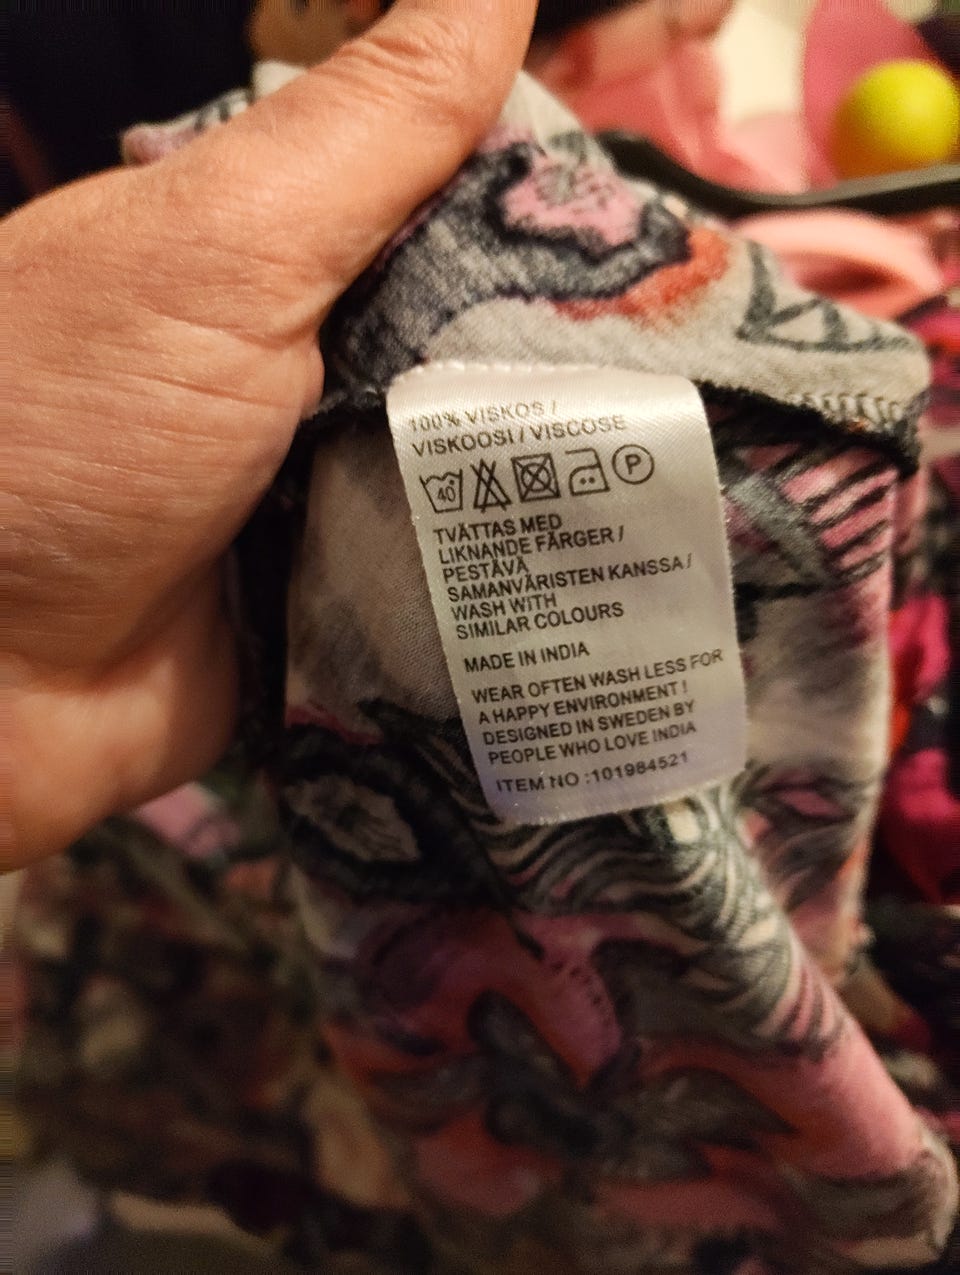 100% VISKOS /
VISKOOSI / VISCOSE
40 P
TVÄTTAS MED
LIKNANDE FÄRGER /
PESTÄVÄ
SAMANVÄRISTEN KANSSA /
WASH WITH
SIMILAR COLOURS
MADE IN INDIA
WEAR OFTEN WASH LESS FOR
A HAPPY ENVIRONMENT !
DESIGNED IN SWEDEN BY
PEOPLE WHO LOVE INDIA
ITEM NO :101984521